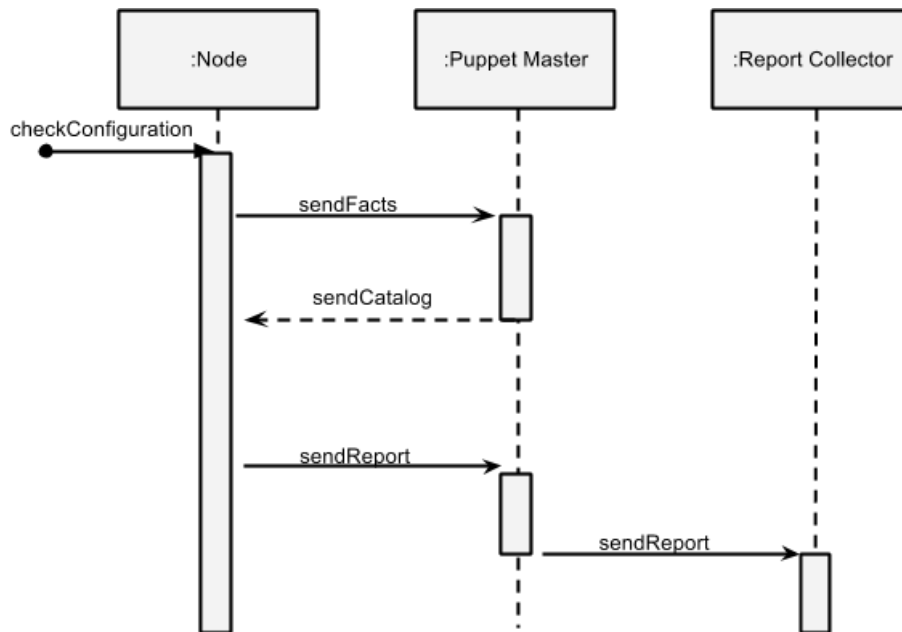 :Node
:Puppet Master
:Report Collector
checkConfiguration
sendFacts
sendCatalog
sendReport
sendReport